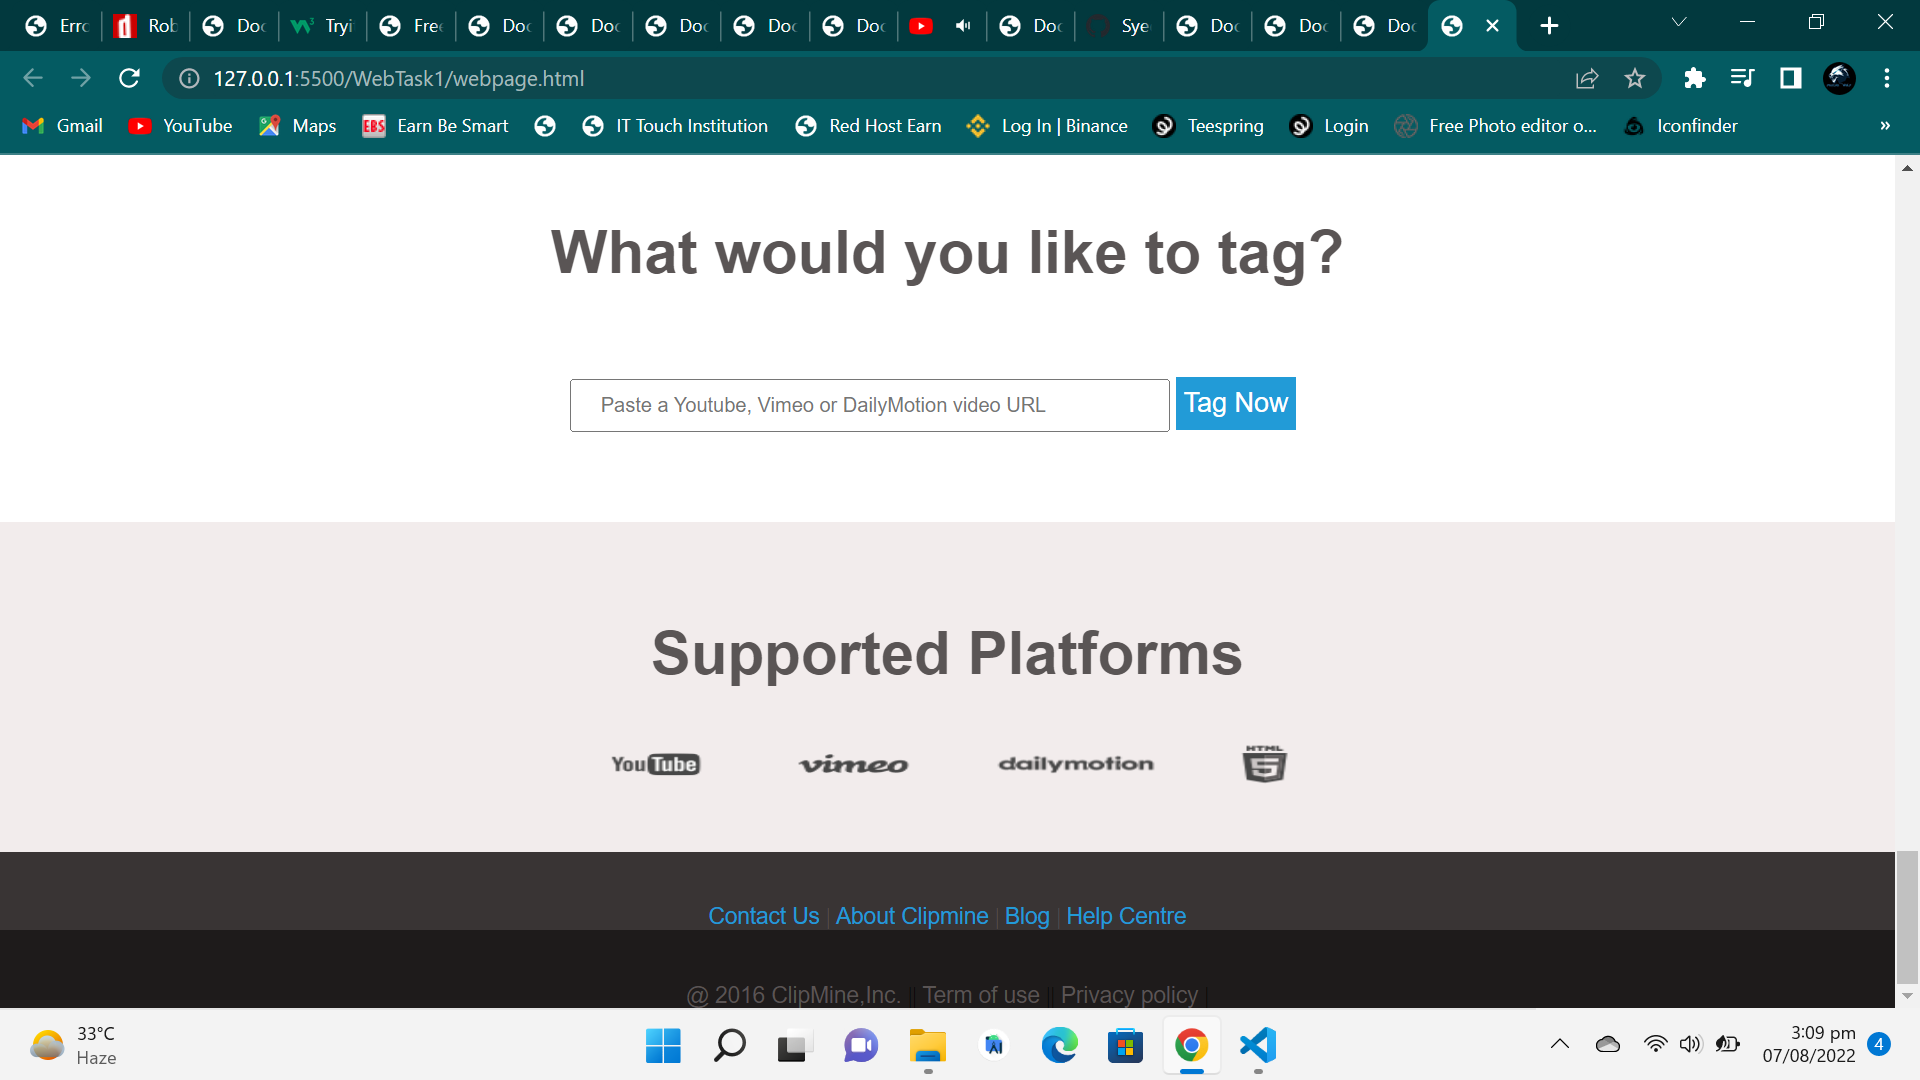 Erro
Rob
Doc
Tryi
Free
Doc
Doc
Doc
Doc
Doc
Doc
Sye
Doc
Doc
Doc
127.0.0.1:5500/WebTask1/webpage.html
Gmail
YouTube
Maps
EBS
Earn Be Smart
IT Touch Institution
Red Host Earn
Log In | Binance
Teespring
Login
Free Photo editor o...
Iconfinder
»
What would you like to tag?
Paste a Youtube, Vimeo or DailyMotion video URL
Tag Now
Supported Platforms
YouTube
vimeo
dailymotion
HTML
5
Contact Us | About Clipmine | Blog | Help Centre
@ 2016 ClipMine,Inc. || Term of use || Privacy policy |
33°C
Haze
AI
3:09 pm
07/08/2022
4